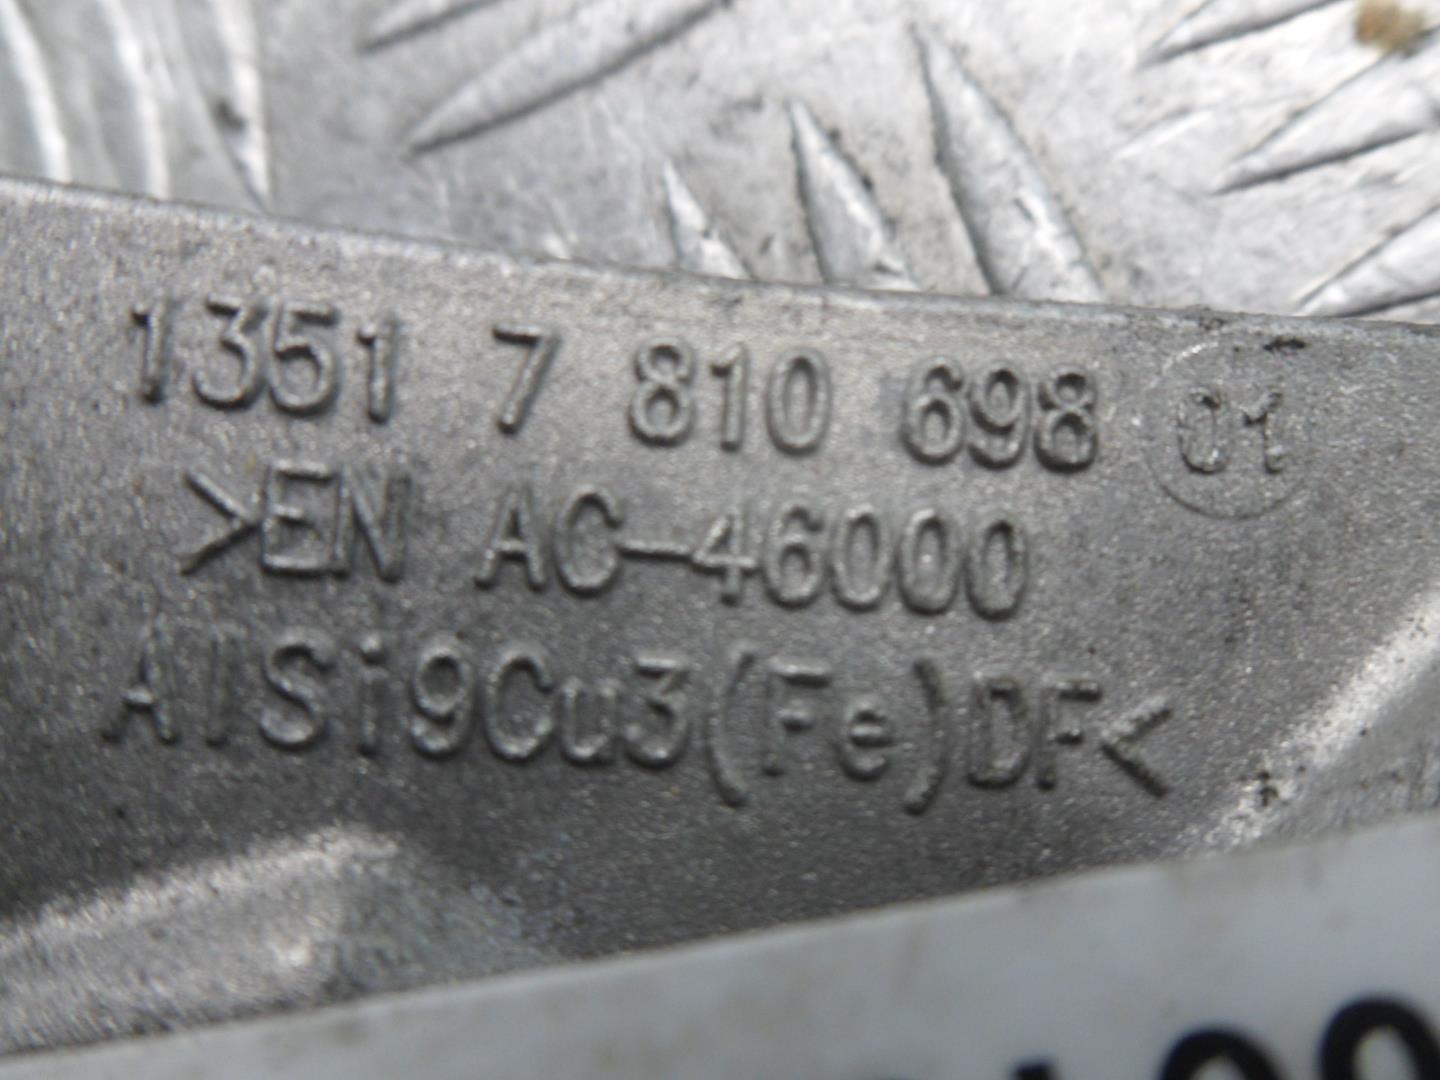 1351 7 810 698 01
>EN AC-46000
AlSi9Cu3(Fe)DF<